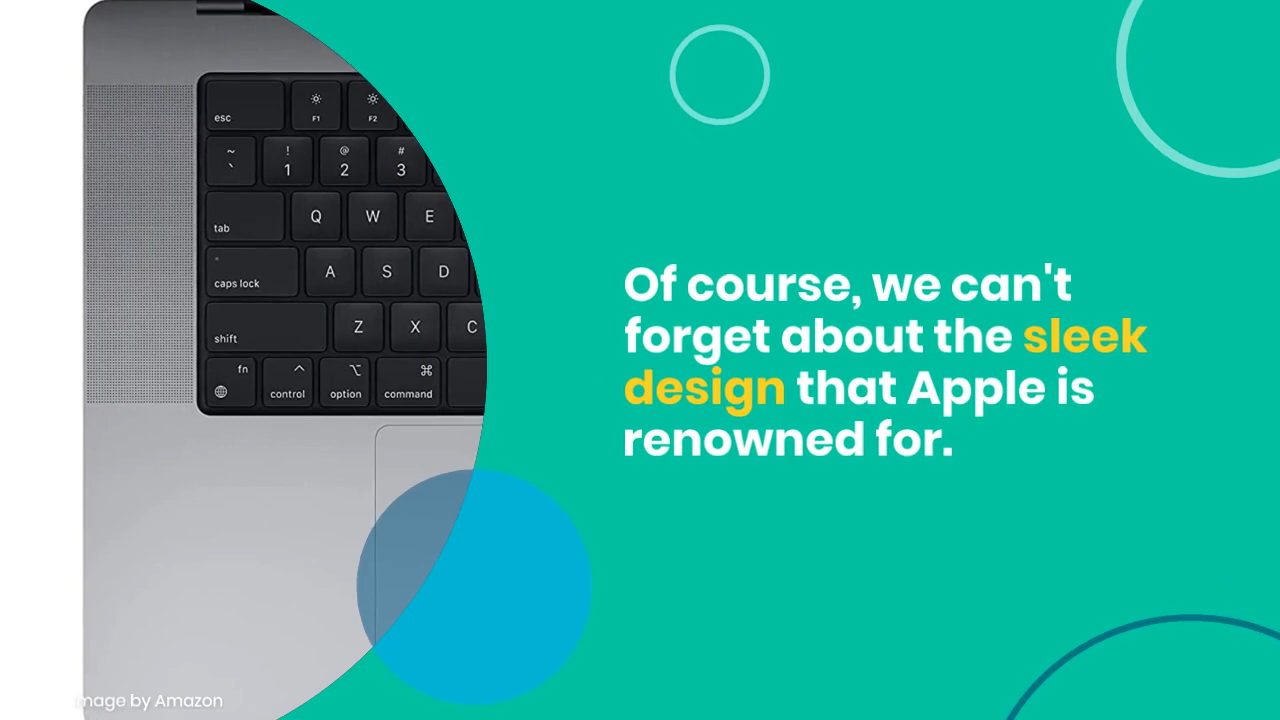 esc
F1
F2
~
`
!
1
@
2
#
3
tab
Q
W
E
caps lock
A
S
D
shift
Z
X
C
fn
control
option
command
Of course, we can't
forget about the sleek
design that Apple is
renowned for.
mage by Amazon